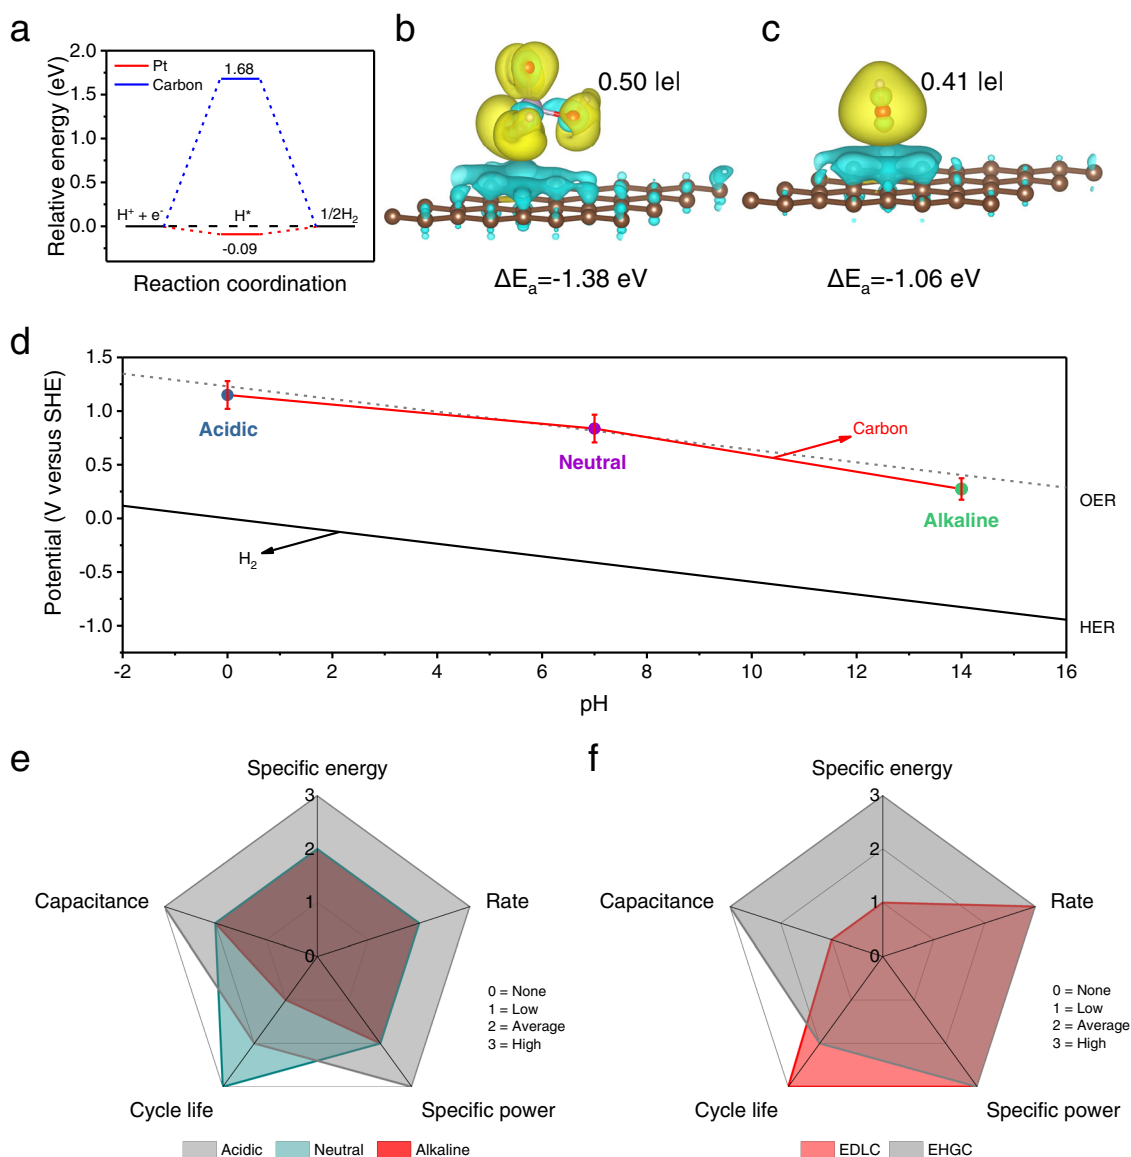 a
b
c
2.0
1.5
1.0
0.5
0.0
Relative energy (eV)
Pt
Carbon
1.68
H⁺ + e⁻
H*
1/2H₂
-0.09
Reaction coordination
0.50 |e|
ΔEₐ=-1.38 eV
0.41 |e|
ΔEₐ=-1.06 eV
d
1.5
1.0
0.5
0.0
-0.5
-1.0
Potential (V versus SHE)
Acidic
Neutral
Carbon
Alkaline
H₂
OER
HER
-2 0 2 4 6 8 10 12 14 16
pH
e
Specific energy
3
2
1
0
Capacitance
Rate
0 = None
1 = Low
2 = Average
3 = High
Cycle life
Specific power
Acidic Neutral Alkaline
f
Specific energy
3
2
1
0
Capacitance
Rate
0 = None
1 = Low
2 = Average
3 = High
Cycle life
Specific power
EDLC EHGC